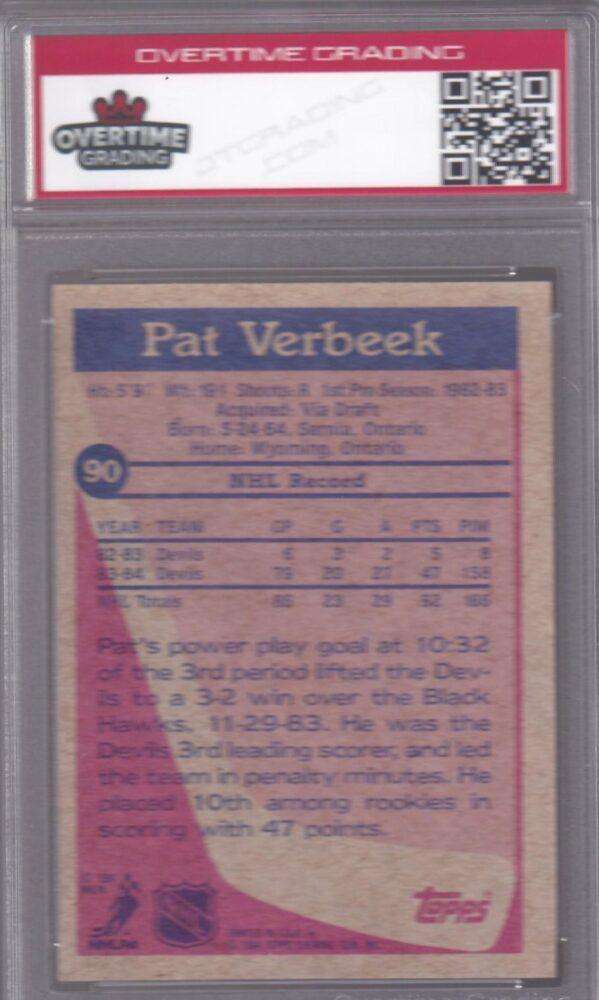 OVERTIME GRADING
OVERTIME
GRADING
OTGRADING
.COM
Pat Verbeek
Ht: 5'9" Wt: 191 Shoots: R 1st Pro Season: 1982-83
Acquired: Via Draft
Born: 5-24-64, Sarnia, Ontario
Home: Wyoming, Ontario
90
NHL Record
YEAR TEAM GP G A PTS PIM
82-83 Devils 6 3 2 5 8
83-84 Devils 79 20 27 47 158
NHL Totals 85 23 29 52 166
Pat's power play goal at 10:32
of the 3rd period lifted the Dev-
ils to a 3-2 win over the Black
Hawks, 11-29-83. He was the
Devils 3rd leading scorer, and led
the team in penalty minutes. He
placed 10th among rookies in
scoring with 47 points.
NHLPA
topps